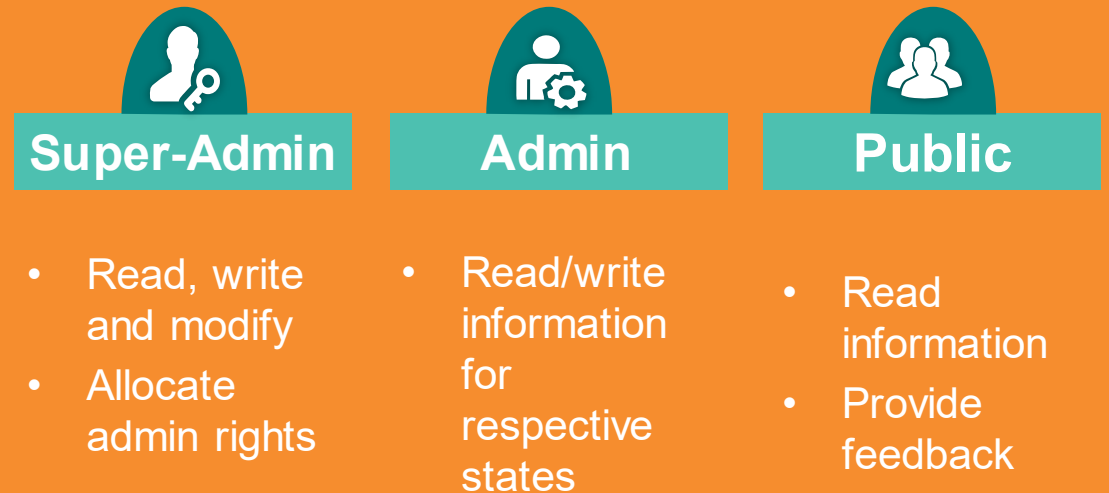 Super-Admin
• Read, write
and modify
• Allocate
admin rights
Admin
• Read/write
information
for
respective
states
Public
• Read
information
• Provide
feedback